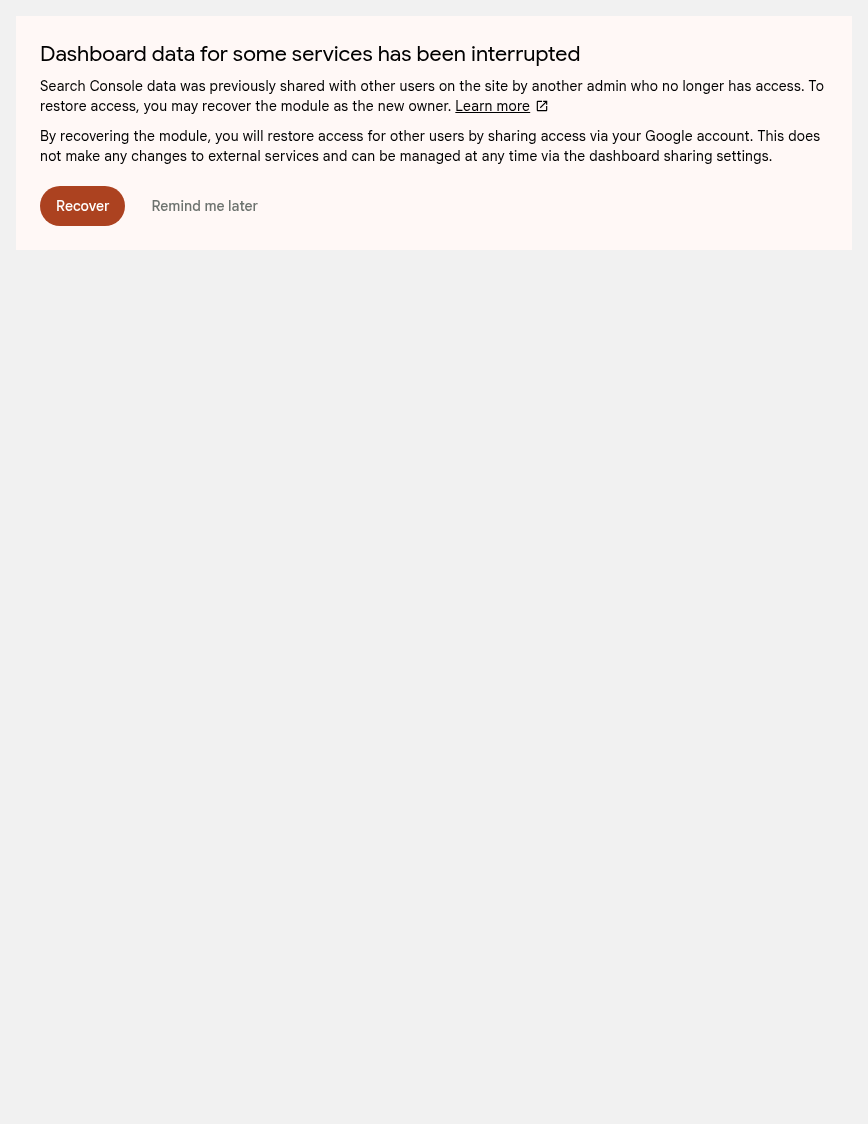 Dashboard data for some services has been interrupted
Search Console data was previously shared with other users on the site by another admin who no longer has access. To
restore access, you may recover the module as the new owner. Learn more
By recovering the module, you will restore access for other users by sharing access via your Google account. This does
not make any changes to external services and can be managed at any time via the dashboard sharing settings.
Recover
Remind me later